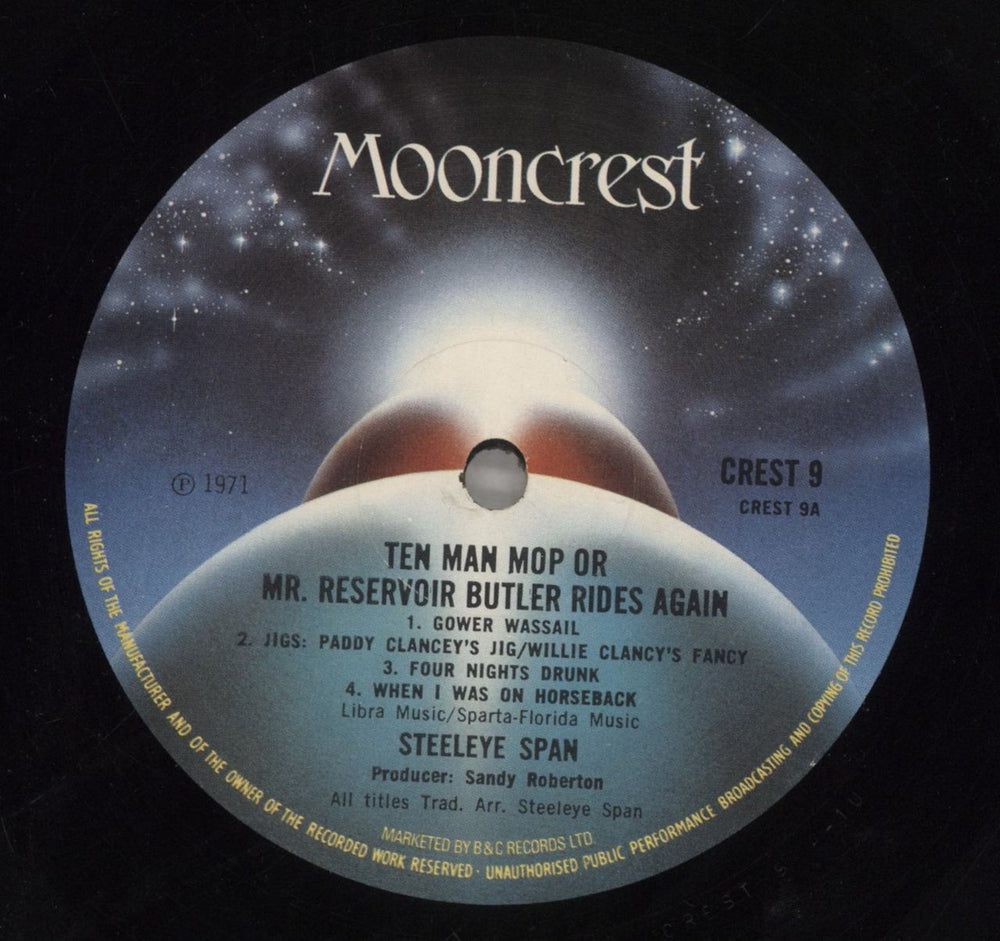 Mooncrest
Ⓟ 1971
CREST 9
CREST 9A
TEN MAN MOP OR
MR. RESERVOIR BUTLER RIDES AGAIN
1. GOWER WASSAIL
2. JIGS: PADDY CLANCEY'S JIG/WILLIE CLANCY'S FANCY
3. FOUR NIGHTS DRUNK
4. WHEN I WAS ON HORSEBACK
Libra Music/Sparta-Florida Music
STEELEYE SPAN
Producer: Sandy Roberton
All titles Trad. Arr. Steeleye Span
MARKETED BY B&C RECORDS LTD.
ALL RIGHTS OF THE MANUFACTURER AND OF THE OWNER OF THE RECORDED WORK RESERVED · UNAUTHORISED PUBLIC PERFORMANCE BROADCASTING AND COPYING OF THIS RECORD PROHIBITED